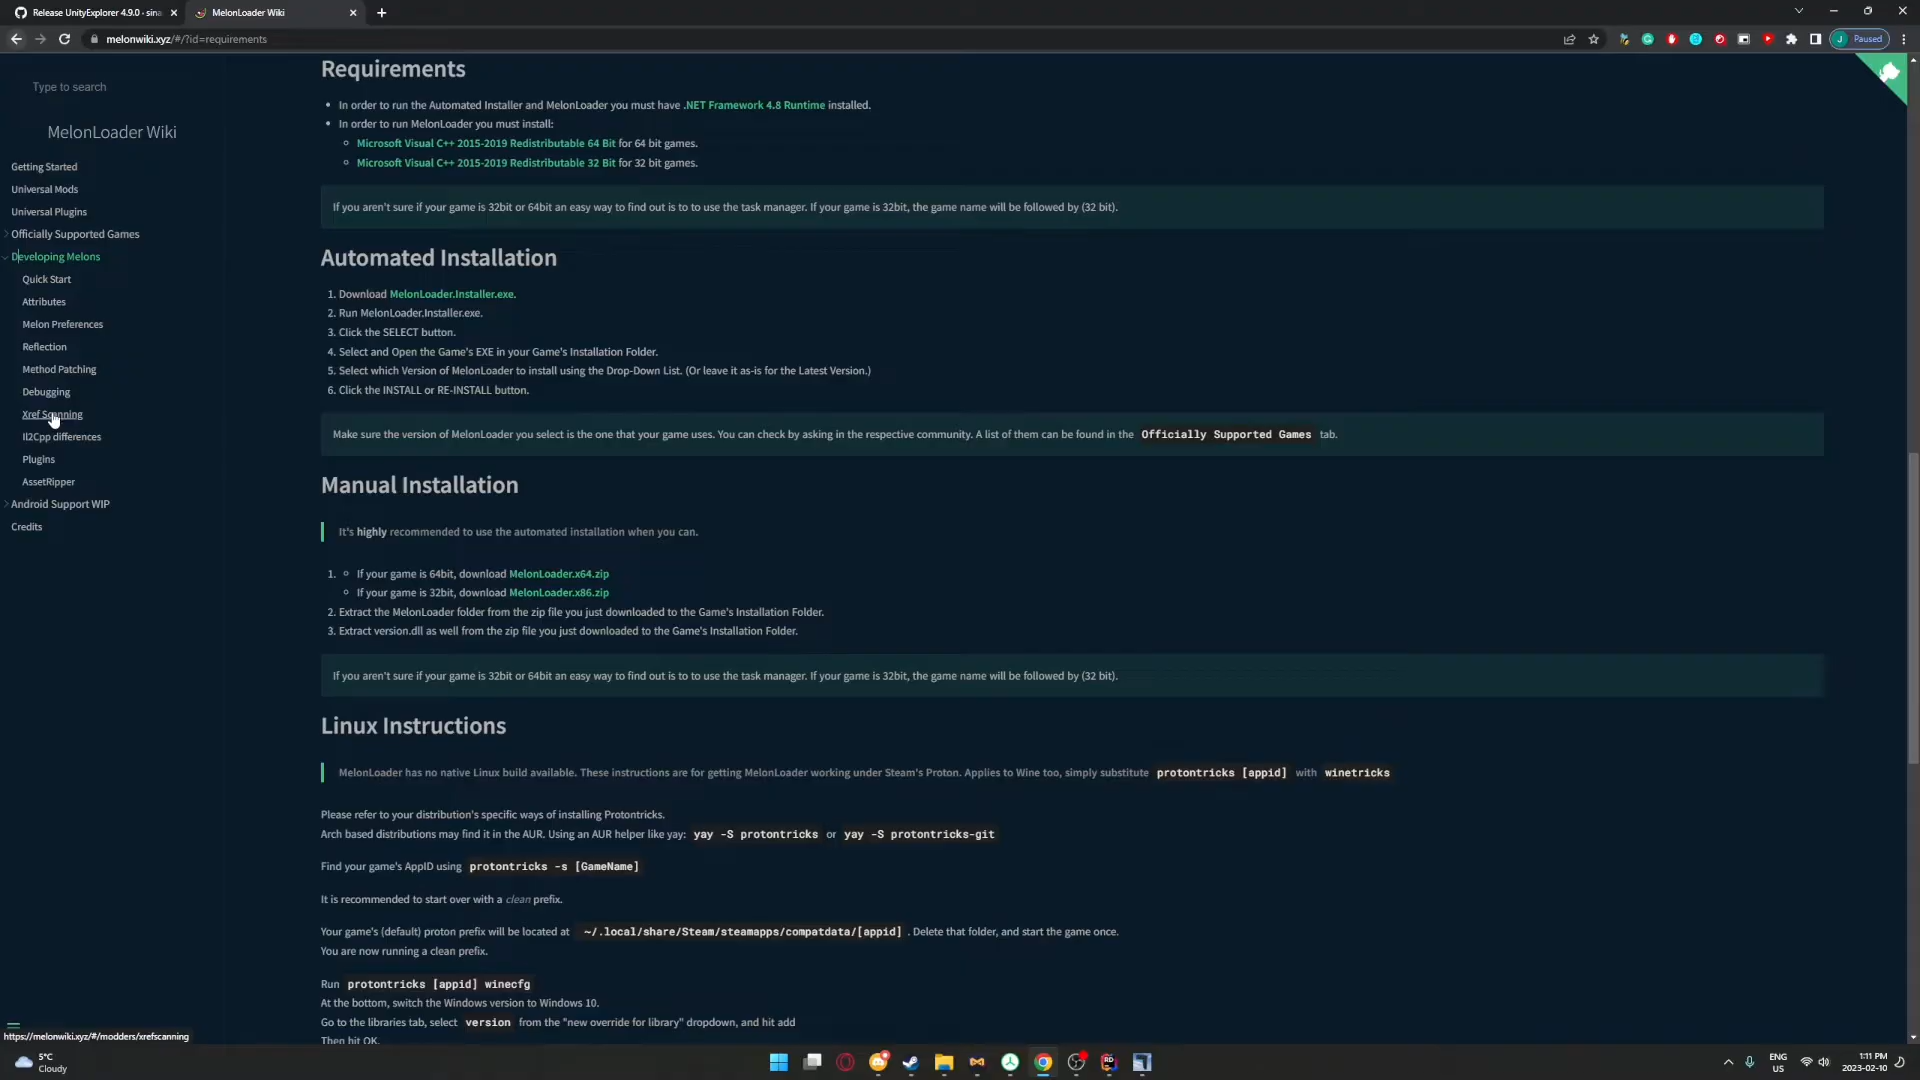 Release UnityExplorer 4.9.0 · sina
MelonLoader Wiki
melonwiki.xyz/#/?id=requirements
J
Paused
Type to search
MelonLoader Wiki
Getting Started
Universal Mods
Universal Plugins
Officially Supported Games
Developing Melons
Quick Start
Attributes
Melon Preferences
Reflection
Method Patching
Debugging
Xref Scanning
Il2Cpp differences
Plugins
AssetRipper
Android Support WIP
Credits
Requirements
In order to run the Automated Installer and MelonLoader you must have .NET Framework 4.8 Runtime installed.
In order to run MelonLoader you must install:
Microsoft Visual C++ 2015-2019 Redistributable 64 Bit for 64 bit games.
Microsoft Visual C++ 2015-2019 Redistributable 32 Bit for 32 bit games.
If you aren't sure if your game is 32bit or 64bit an easy way to find out is to to use the task manager. If your game is 32bit, the game name will be followed by (32 bit).
Automated Installation
1. Download MelonLoader.Installer.exe.
2. Run MelonLoader.Installer.exe.
3. Click the SELECT button.
4. Select and Open the Game's EXE in your Game's Installation Folder.
5. Select which Version of MelonLoader to install using the Drop-Down List. (Or leave it as-is for the Latest Version.)
6. Click the INSTALL or RE-INSTALL button.
Make sure the version of MelonLoader you select is the one that your game uses. You can check by asking in the respective community. A list of them can be found in the Officially Supported Games tab.
Manual Installation
It's highly recommended to use the automated installation when you can.
1. If your game is 64bit, download MelonLoader.x64.zip
If your game is 32bit, download MelonLoader.x86.zip
2. Extract the MelonLoader folder from the zip file you just downloaded to the Game's Installation Folder.
3. Extract version.dll as well from the zip file you just downloaded to the Game's Installation Folder.
If you aren't sure if your game is 32bit or 64bit an easy way to find out is to to use the task manager. If your game is 32bit, the game name will be followed by (32 bit).
Linux Instructions
MelonLoader has no native Linux build available. These instructions are for getting MelonLoader working under Steam's Proton. Applies to Wine too, simply substitute protontricks [appid] with winetricks
Please refer to your distribution's specific ways of installing Protontricks.
Arch based distributions may find it in the AUR. Using an AUR helper like yay: yay -S protontricks or yay -S protontricks-git
Find your game's AppID using protontricks -s [GameName]
It is recommended to start over with a clean prefix.
Your game's (default) proton prefix will be located at ~/.local/share/Steam/steamapps/compatdata/[appid] . Delete that folder, and start the game once.
You are now running a clean prefix.
Run protontricks [appid] winecfg
At the bottom, switch the Windows version to Windows 10.
Go to the libraries tab, select version from the "new override for library" dropdown, and hit add
Then hit OK.
https://melonwiki.xyz/#/modders/xrefscanning
5°C
Cloudy
ENG
US
1:11 PM
2023-02-10